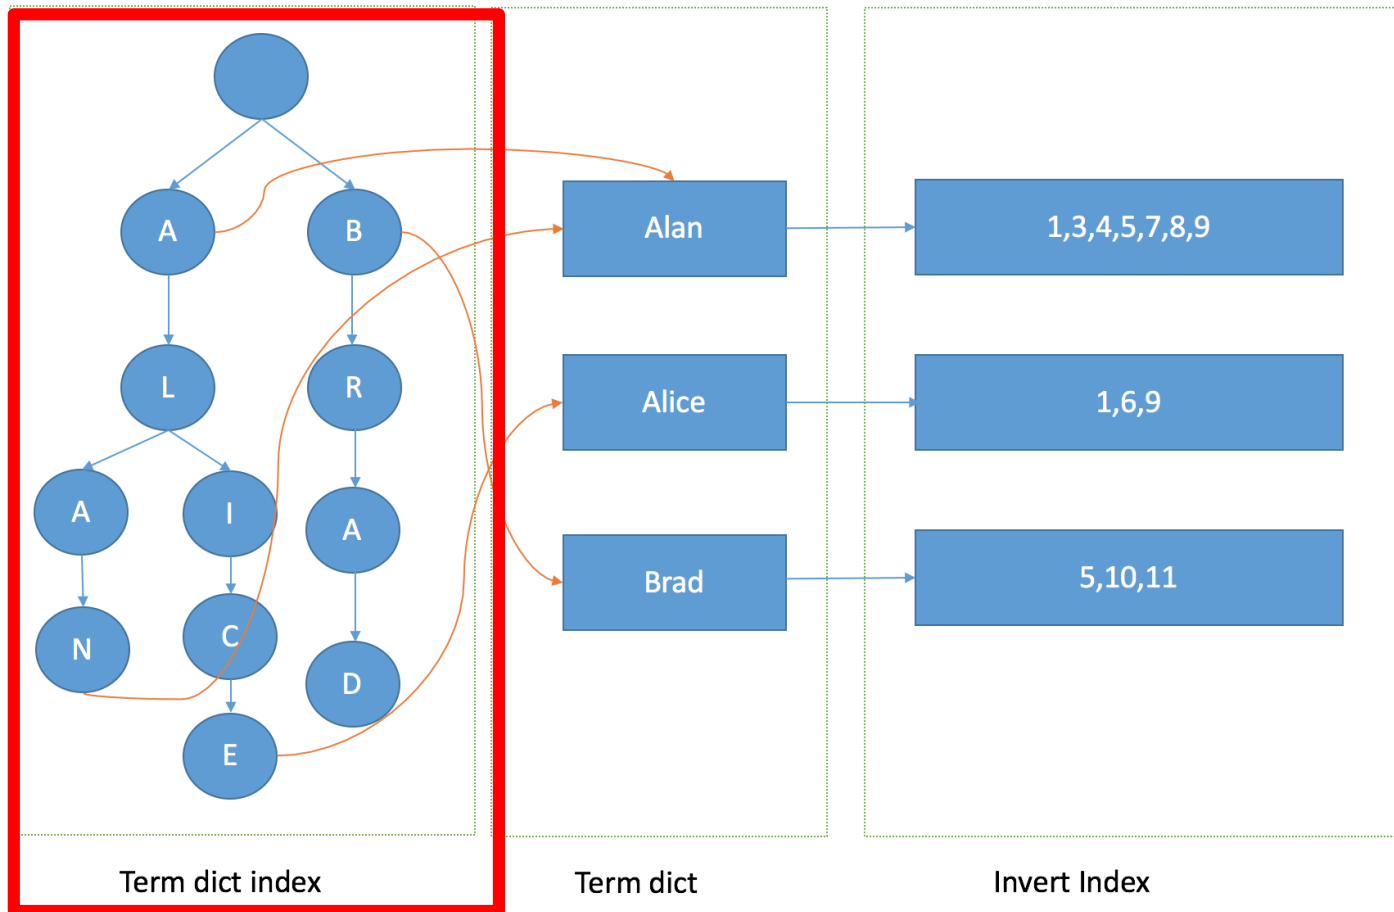 A
B
Alan
1,3,4,5,7,8,9
L
R
Alice
1,6,9
A
I
A
Brad
5,10,11
N
C
D
E
Term dict index
Term dict
Invert Index